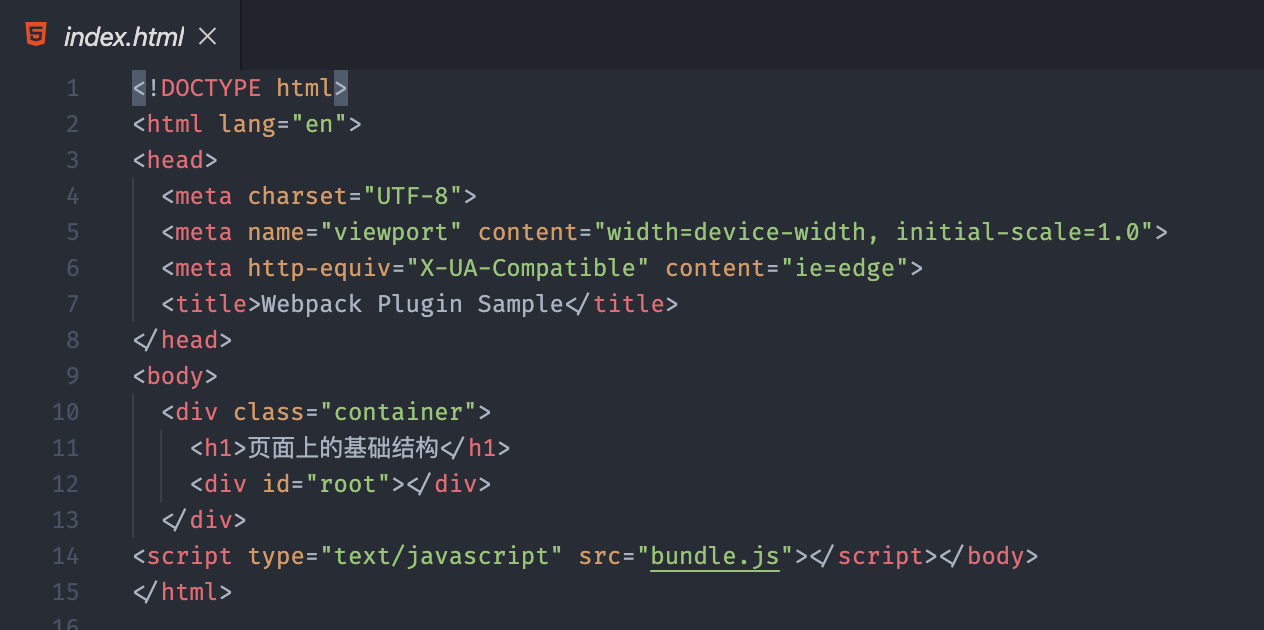 index.html
1 <!DOCTYPE html>
2 <html lang="en">
3 <head>
4 <meta charset="UTF-8">
5 <meta name="viewport" content="width=device-width, initial-scale=1.0">
6 <meta http-equiv="X-UA-Compatible" content="ie=edge">
7 <title>Webpack Plugin Sample</title>
8 </head>
9 <body>
10 <div class="container">
11 <h1>页面上的基础结构</h1>
12 <div id="root"></div>
13 </div>
14 <script type="text/javascript" src="bundle.js"></script></body>
15 </html>
16